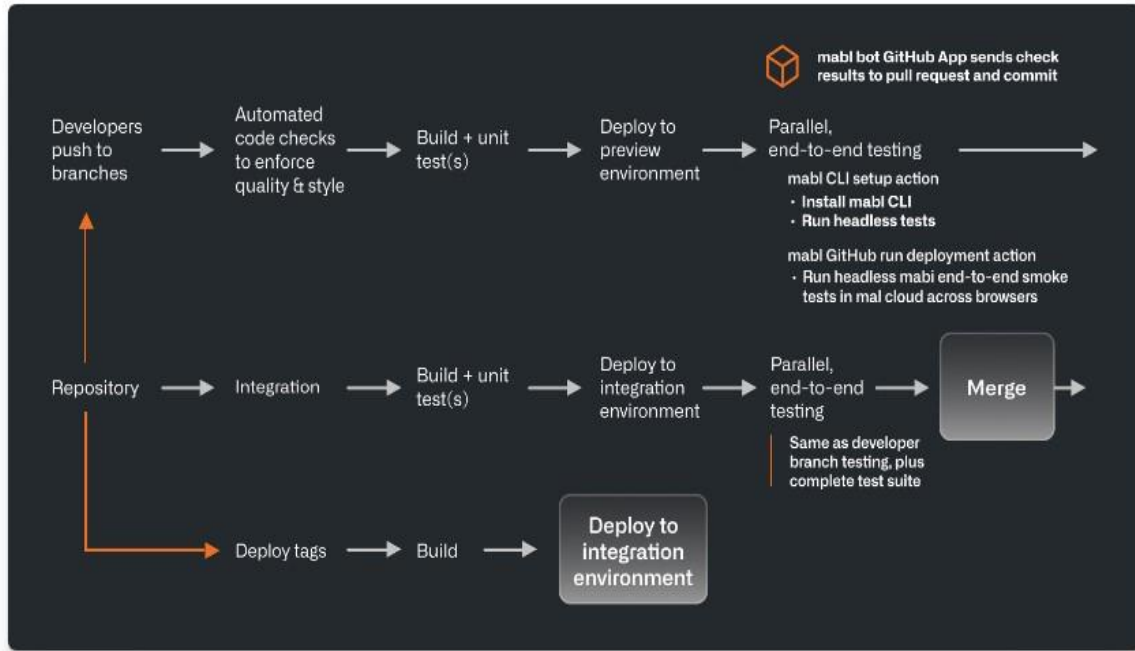 mabl bot GitHub App sends check
results to pull request and commit
Developers
push to
branches
Automated
code checks
to enforce
quality & style
Build + unit
test(s)
Deploy to
preview
environment
Parallel,
end-to-end testing
mabl CLI setup action
· Install mabl CLI
· Run headless tests
mabl GitHub run deployment action
· Run headless mabi end-to-end smoke
tests in mal cloud across browsers
Repository
Integration
Build + unit
test(s)
Deploy to
integration
environment
Parallel,
end-to-end
testing
Merge
Same as developer
branch testing, plus
complete test suite
Deploy tags
Build
Deploy to
integration
environment